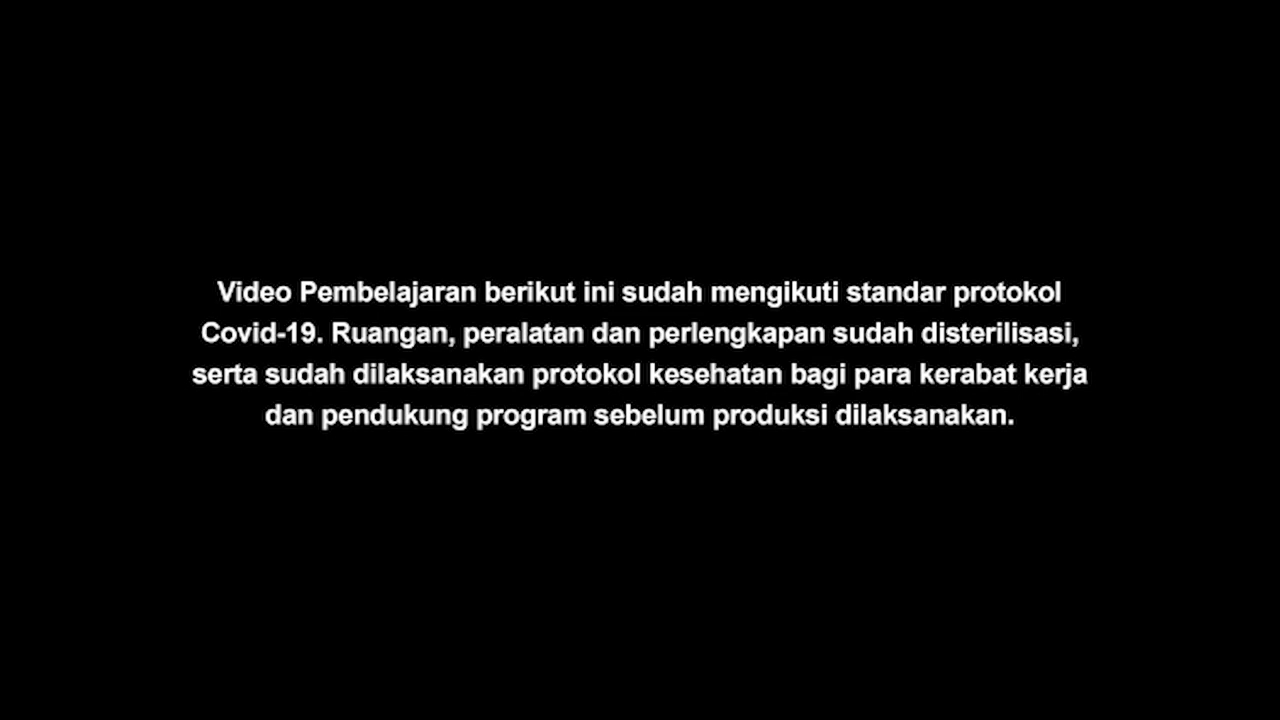 Video Pembelajaran berikut ini sudah mengikuti standar protokol
Covid-19. Ruangan, peralatan dan perlengkapan sudah disterilisasi,
serta sudah dilaksanakan protokol kesehatan bagi para kerabat kerja
dan pendukung program sebelum produksi dilaksanakan.